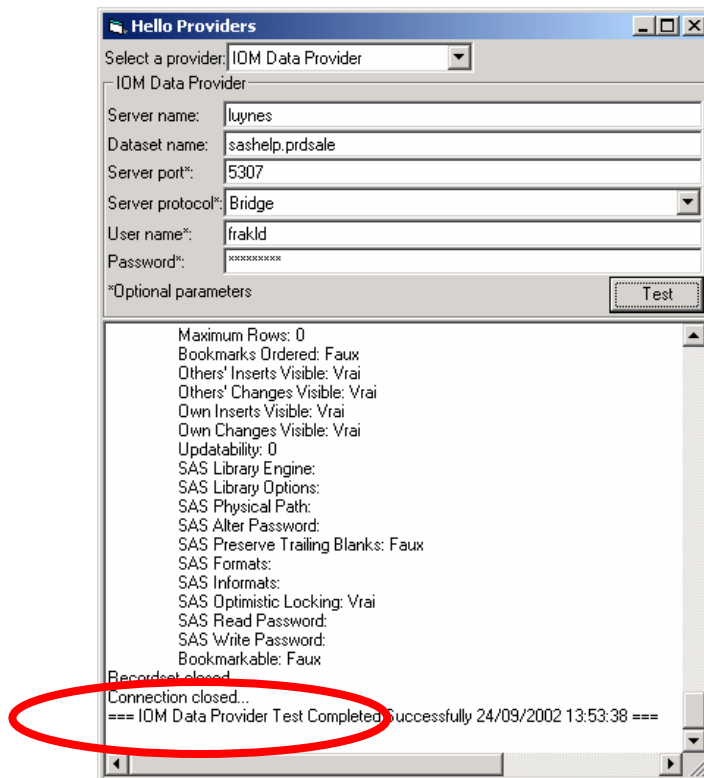 Hello Providers
Select a provider: IOM Data Provider
IOM Data Provider
Server name: luynes
Dataset name: sashelp.prdsale
Server port*: 5307
Server protocol*: Bridge
User name*: frakld
Password*: ×××××××××
*Optional parameters Test
Maximum Rows: 0
Bookmarks Ordered: Faux
Others' Inserts Visible: Vrai
Others' Changes Visible: Vrai
Own Inserts Visible: Vrai
Own Changes Visible: Vrai
Updatability: 0
SAS Library Engine:
SAS Library Options:
SAS Physical Path:
SAS Alter Password:
SAS Preserve Trailing Blanks: Faux
SAS Formats:
SAS Informats:
SAS Optimistic Locking: Vrai
SAS Read Password:
SAS Write Password:
Bookmarkable: Faux
Recordset closed...
Connection closed...
=== IOM Data Provider Test Completed Successfully 24/09/2002 13:53:38 ===